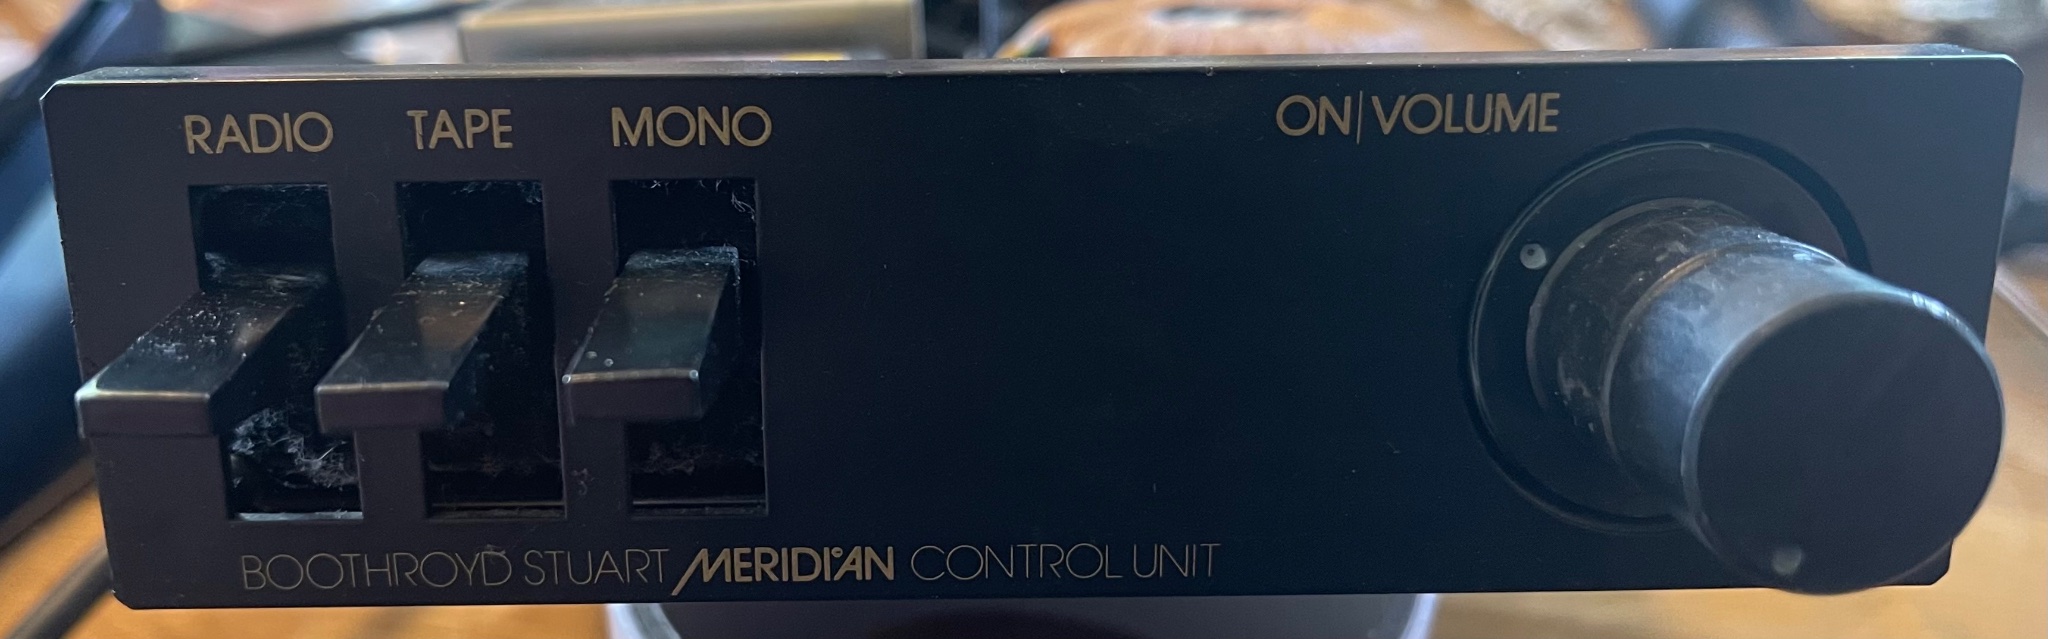 RADIO TAPE MONO ON|VOLUME
BOOTHROYD STUART MERIDIAN CONTROL UNIT